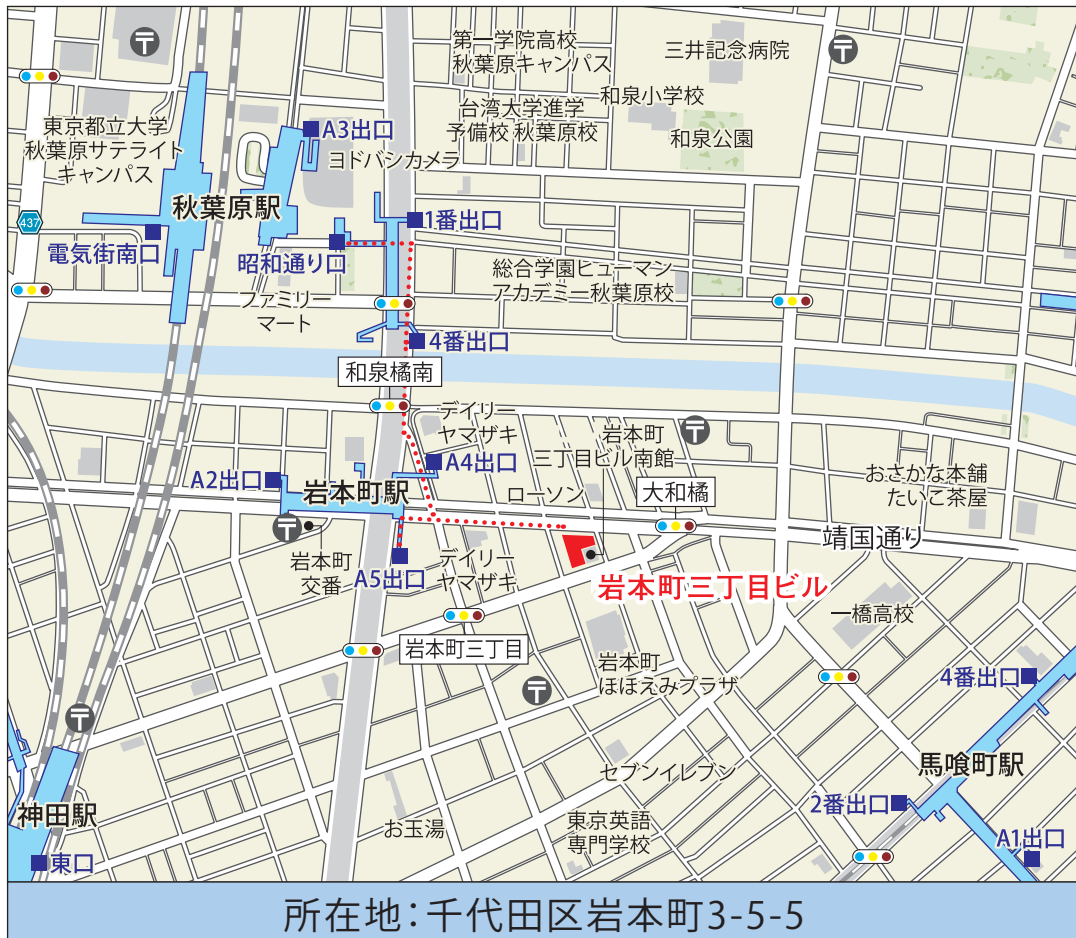 第一学院高校
秋葉原キャンパス
三井記念病院
台湾大学進学
予備校 秋葉原校
和泉小学校
和泉公園
東京都立大学
秋葉原サテライト
キャンパス
A3出口
ヨドバシカメラ
437
秋葉原駅
1番出口
電気街南口
昭和通り口
総合学園ヒューマン
アカデミー秋葉原校
ファミリー
マート
4番出口
和泉橋南
デイリー
ヤマザキ
岩本町
三丁目ビル南館
A4出口
A2出口
岩本町駅
ローソン
大和橋
おさかな本舗
たいこ茶屋
靖国通り
岩本町
交番
A5出口
デイリー
ヤマザキ
岩本町三丁目ビル
一橋高校
岩本町三丁目
岩本町
ほほえみプラザ
4番出口
セブンイレブン
馬喰町駅
神田駅
2番出口
お玉湯
東京英語
専門学校
A1出口
東口
所在地:千代田区岩本町3-5-5